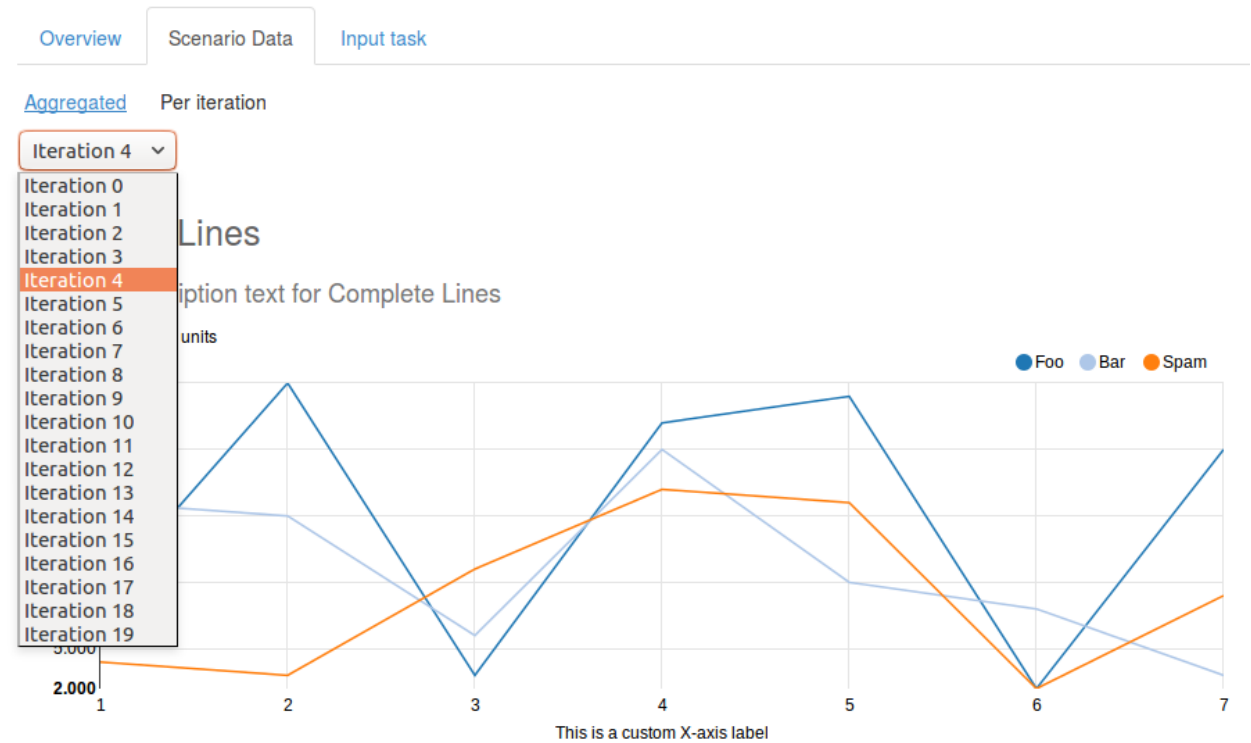 Overview Scenario Data Input task
Aggregated Per iteration
Iteration 4
Iteration 0
Iteration 1
Iteration 2
Iteration 3
Iteration 4
Iteration 5
Iteration 6
Iteration 7
Iteration 8
Iteration 9
Iteration 10
Iteration 11
Iteration 12
Iteration 13
Iteration 14
Iteration 15
Iteration 16
Iteration 17
Iteration 18
Iteration 19
Lines
iption text for Complete Lines
units
Foo Bar Spam
5.000
2.000
1 2 3 4 5 6 7
This is a custom X-axis label